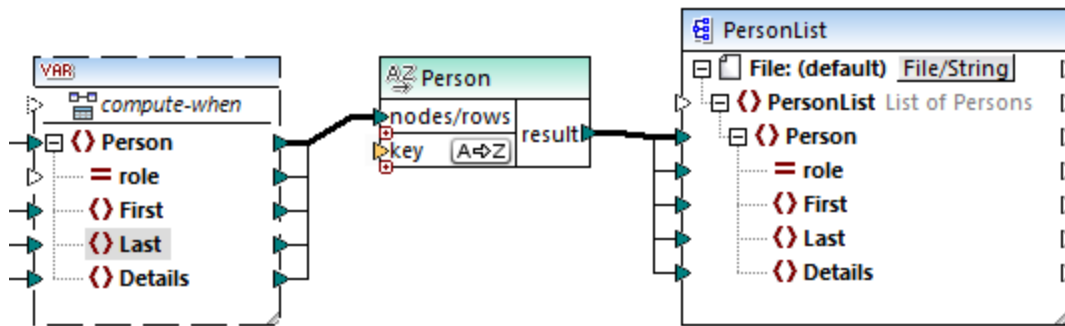 VAR
compute-when
Person
role
First
Last
Details
AZ Person
nodes/rows
key A⇨Z
result
PersonList
File: (default) File/String
PersonList List of Persons
Person
role
First
Last
Details